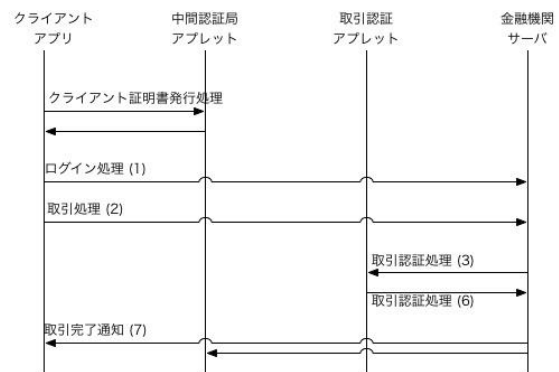 クライアント
アプリ
中間認証局
アプレット
取引認証
アプレット
金融機関
サーバ
クライアント証明書発行処理
ログイン処理 (1)
取引処理 (2)
取引認証処理 (3)
取引認証処理 (6)
取引完了通知 (7)